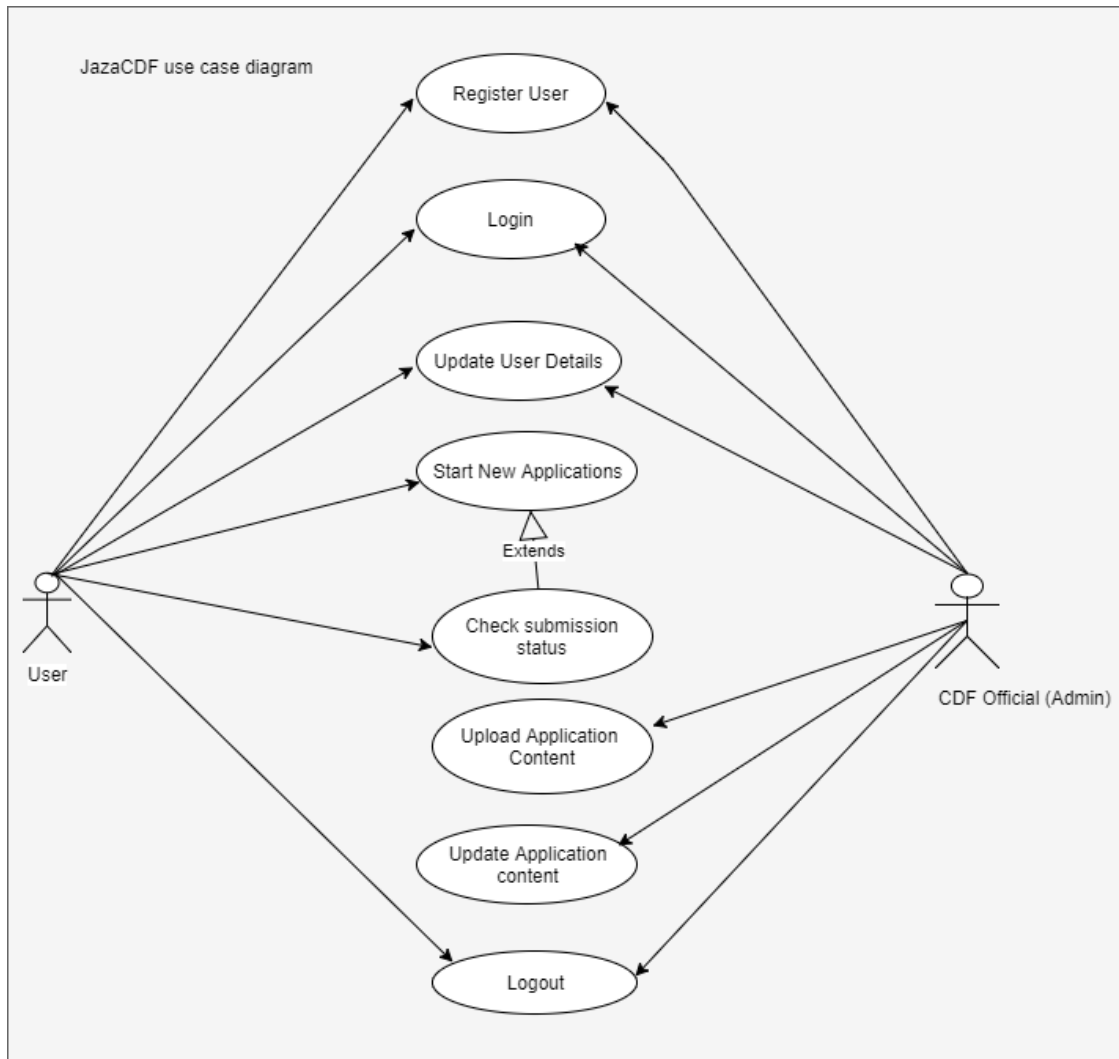 JazaCDF use case diagram
Register User
Login
Update User Details
Start New Applications
Extends
Check submission
status
User
CDF Official (Admin)
Upload Application
Content
Update Application
content
Logout